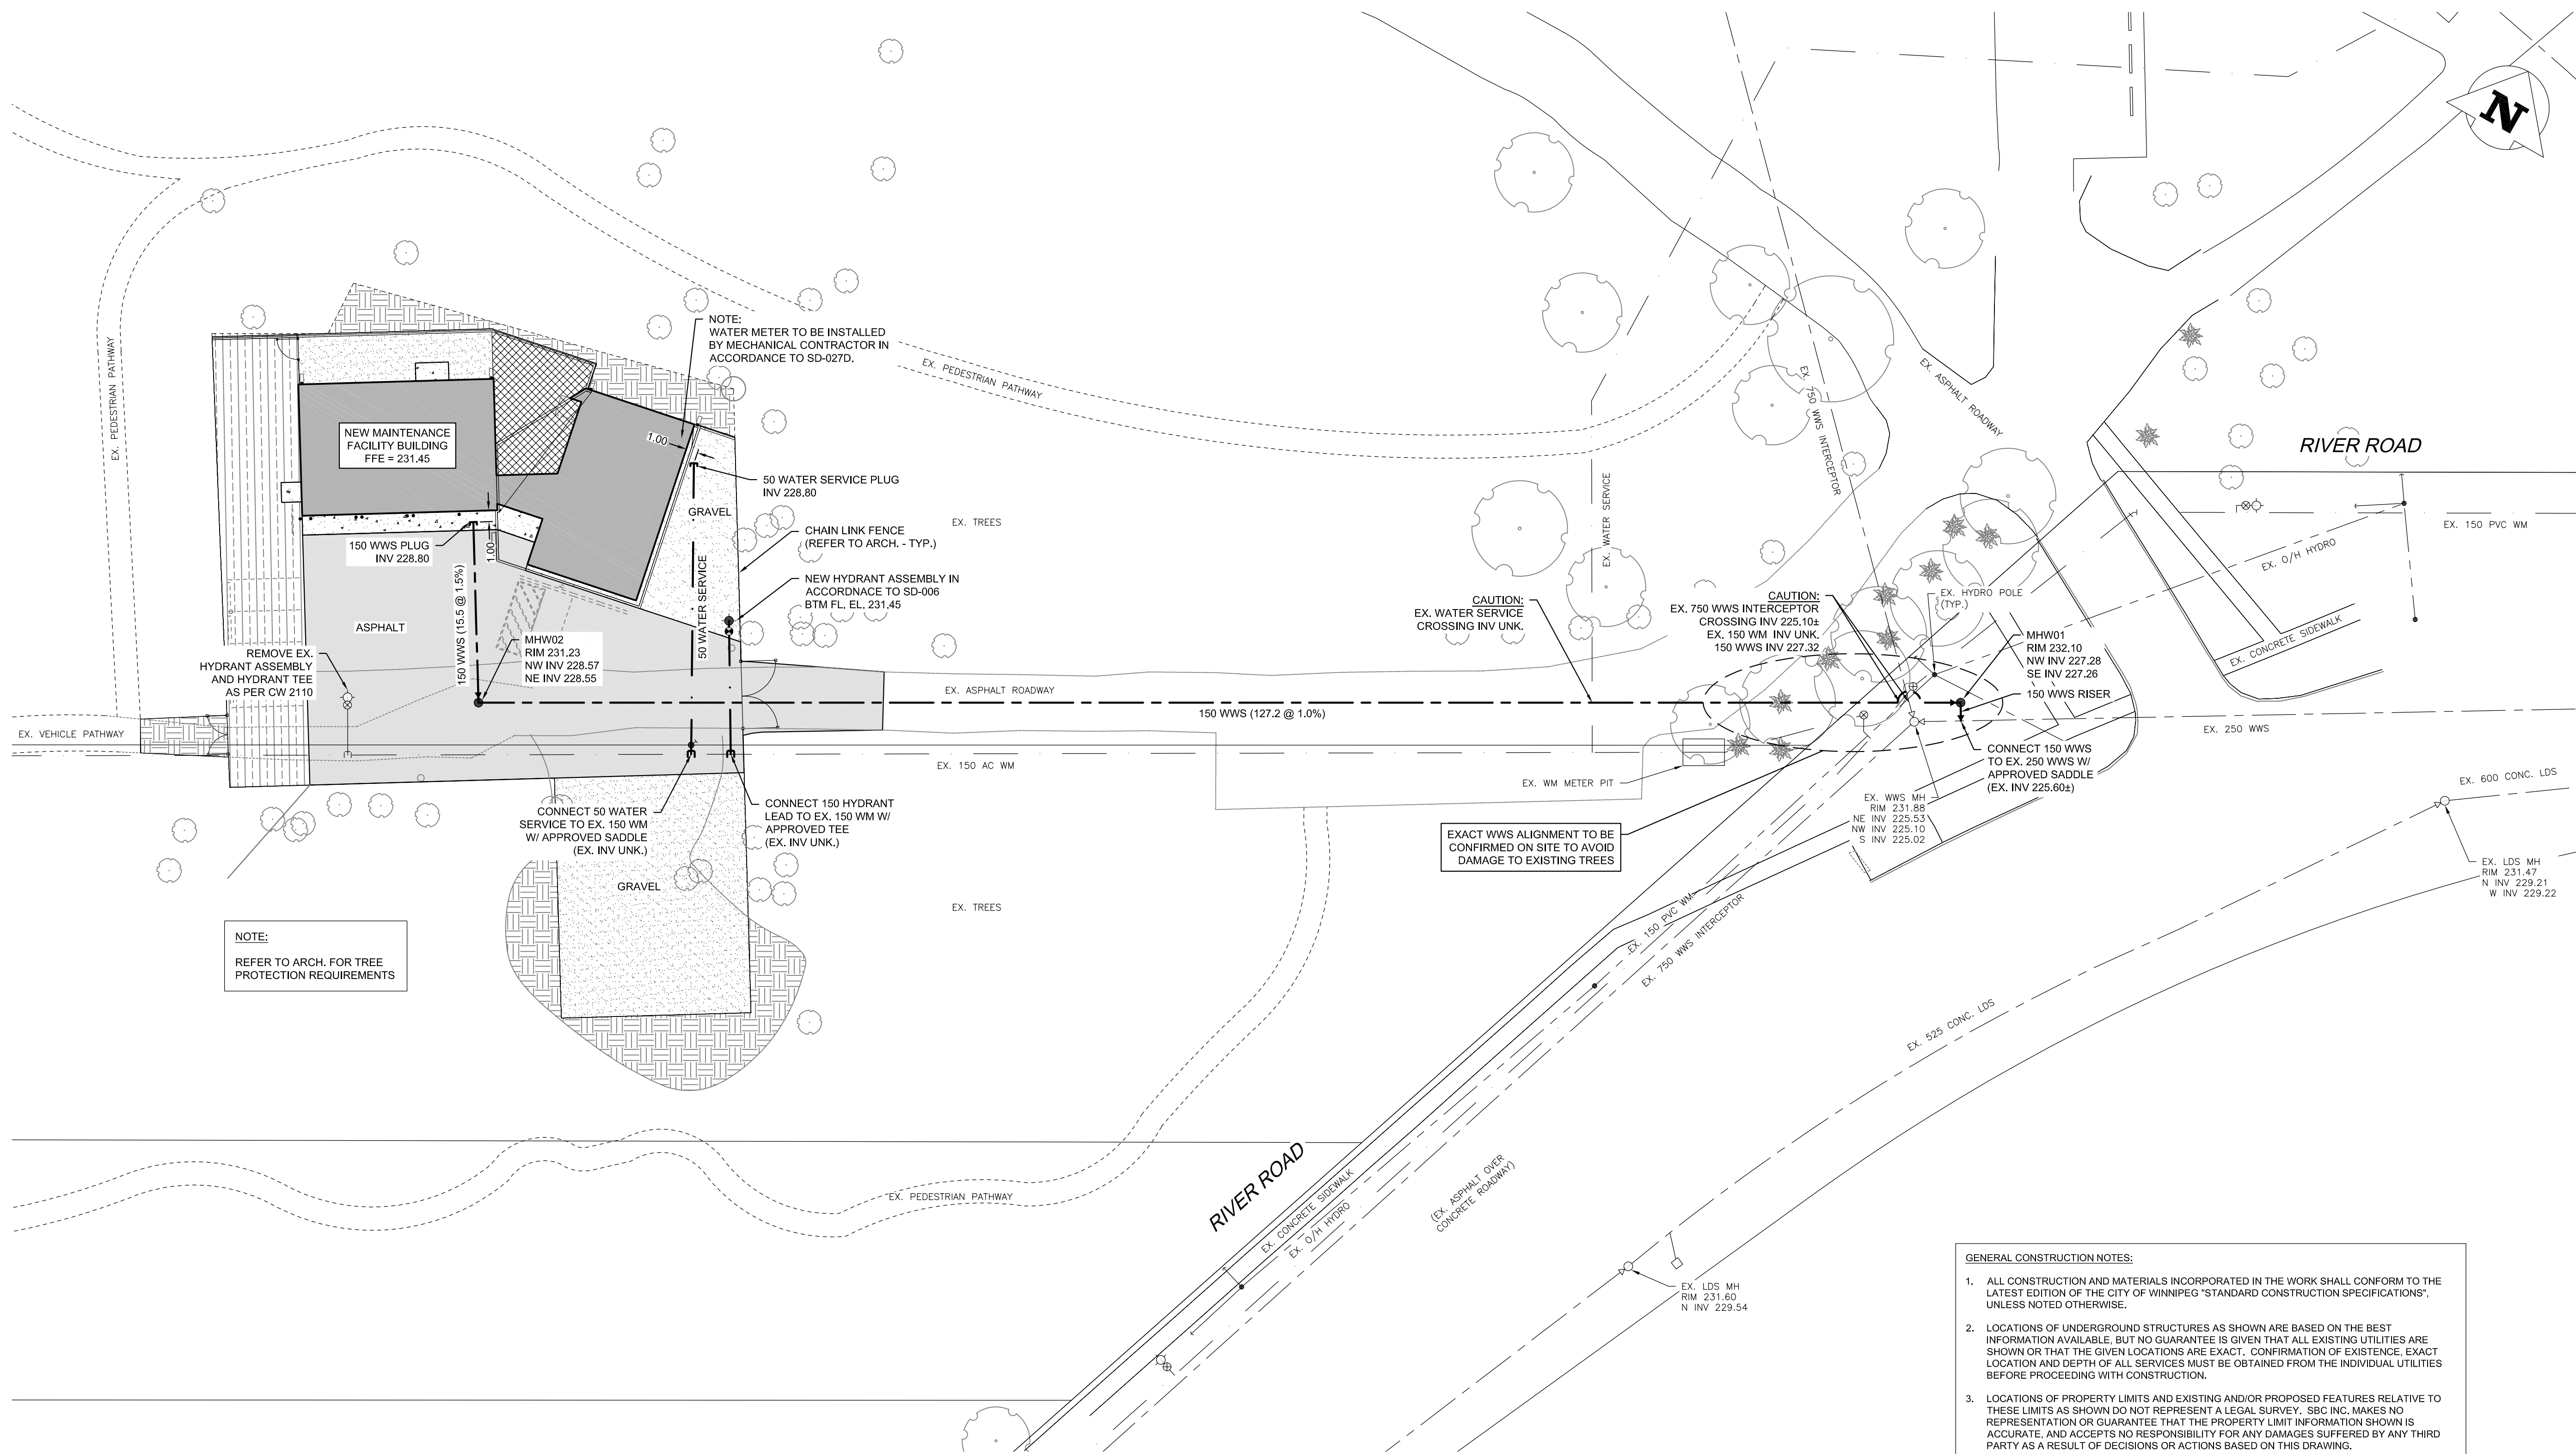 N
NOTE:
WATER METER TO BE INSTALLED
BY MECHANICAL CONTRACTOR IN
ACCORDANCE TO SD-027D.
EX. PEDESTRIAN PATHWAY
EX. PEDESTRIAN PATHWAY
NEW MAINTENANCE
FACILITY BUILDING
FFE = 231.45
1.00
50 WATER SERVICE PLUG
INV 228.80
GRAVEL
CHAIN LINK FENCE
(REFER TO ARCH. - TYP.)
EX. TREES
150 WWS PLUG
INV 228.80
1.00
NEW HYDRANT ASSEMBLY IN
ACCORDNACE TO SD-006
BTM FL. EL. 231.45
50 WATER SERVICE
150 WWS (15.5 @ 1.5%)
ASPHALT
MHW02
RIM 231.23
NW INV 228.57
NE INV 228.55
REMOVE EX.
HYDRANT ASSEMBLY
AND HYDRANT TEE
AS PER CW 2110
EX. VEHICLE PATHWAY
EX. ASPHALT ROADWAY
150 WWS (127.2 @ 1.0%)
EX. 150 AC WM
CONNECT 50 WATER
SERVICE TO EX. 150 WM
W/ APPROVED SADDLE
(EX. INV UNK.)
CONNECT 150 HYDRANT
LEAD TO EX. 150 WM W/
APPROVED TEE
(EX. INV UNK.)
GRAVEL
EX. TREES
NOTE:
REFER TO ARCH. FOR TREE
PROTECTION REQUIREMENTS
EX. PEDESTRIAN PATHWAY
EX. WATER SERVICE
EX. 750 WWS INTERCEPTOR
EX. ASPHALT ROADWAY
RIVER ROAD
EX. 150 PVC WM
EX. O/H HYDRO
EX. CONCRETE SIDEWALK
CAUTION:
EX. WATER SERVICE
CROSSING INV UNK.
CAUTION:
EX. 750 WWS INTERCEPTOR
CROSSING INV 225.10±
EX. 150 WM INV UNK.
150 WWS INV 227.32
EX. HYDRO POLE
(TYP.)
MHW01
RIM 232.10
NW INV 227.28
SE INV 227.26
150 WWS RISER
EX. 250 WWS
CONNECT 150 WWS
TO EX. 250 WWS W/
APPROVED SADDLE
(EX. INV 225.60±)
EX. WM METER PIT
EX. WWS MH
RIM 231.88
NE INV 225.53
NW INV 225.10
S INV 225.02
EXACT WWS ALIGNMENT TO BE
CONFIRMED ON SITE TO AVOID
DAMAGE TO EXISTING TREES
EX. 600 CONC. LDS
EX. LDS MH
RIM 231.47
N INV 229.21
W INV 229.22
EX. 150 PVC WM
EX. 750 WWS INTERCEPTOR
EX. 525 CONC. LDS
RIVER ROAD
EX. CONCRETE SIDEWALK
EX. O/H HYDRO
(EX. ASPHALT OVER
CONCRETE ROADWAY)
EX. LDS MH
RIM 231.60
N INV 229.54
GENERAL CONSTRUCTION NOTES:
1. ALL CONSTRUCTION AND MATERIALS INCORPORATED IN THE WORK SHALL CONFORM TO THE
LATEST EDITION OF THE CITY OF WINNIPEG "STANDARD CONSTRUCTION SPECIFICATIONS",
UNLESS NOTED OTHERWISE.
2. LOCATIONS OF UNDERGROUND STRUCTURES AS SHOWN ARE BASED ON THE BEST
INFORMATION AVAILABLE, BUT NO GUARANTEE IS GIVEN THAT ALL EXISTING UTILITIES ARE
SHOWN OR THAT THE GIVEN LOCATIONS ARE EXACT. CONFIRMATION OF EXISTENCE, EXACT
LOCATION AND DEPTH OF ALL SERVICES MUST BE OBTAINED FROM THE INDIVIDUAL UTILITIES
BEFORE PROCEEDING WITH CONSTRUCTION.
3. LOCATIONS OF PROPERTY LIMITS AND EXISTING AND/OR PROPOSED FEATURES RELATIVE TO
THESE LIMITS AS SHOWN DO NOT REPRESENT A LEGAL SURVEY. SBC INC. MAKES NO
REPRESENTATION OR GUARANTEE THAT THE PROPERTY LIMIT INFORMATION SHOWN IS
ACCURATE, AND ACCEPTS NO RESPONSIBILITY FOR ANY DAMAGES SUFFERED BY ANY THIRD
PARTY AS A RESULT OF DECISIONS OR ACTIONS BASED ON THIS DRAWING.